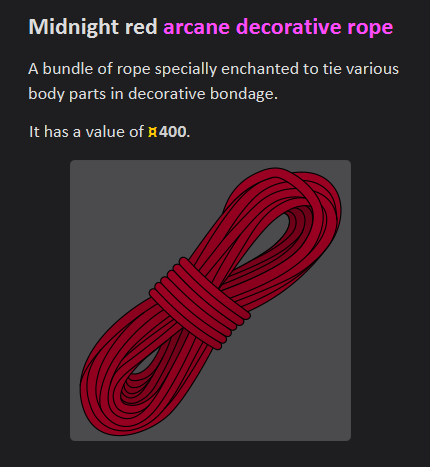 Midnight red arcane decorative rope
A bundle of rope specially enchanted to tie various
body parts in decorative bondage.
It has a value of ¤400.